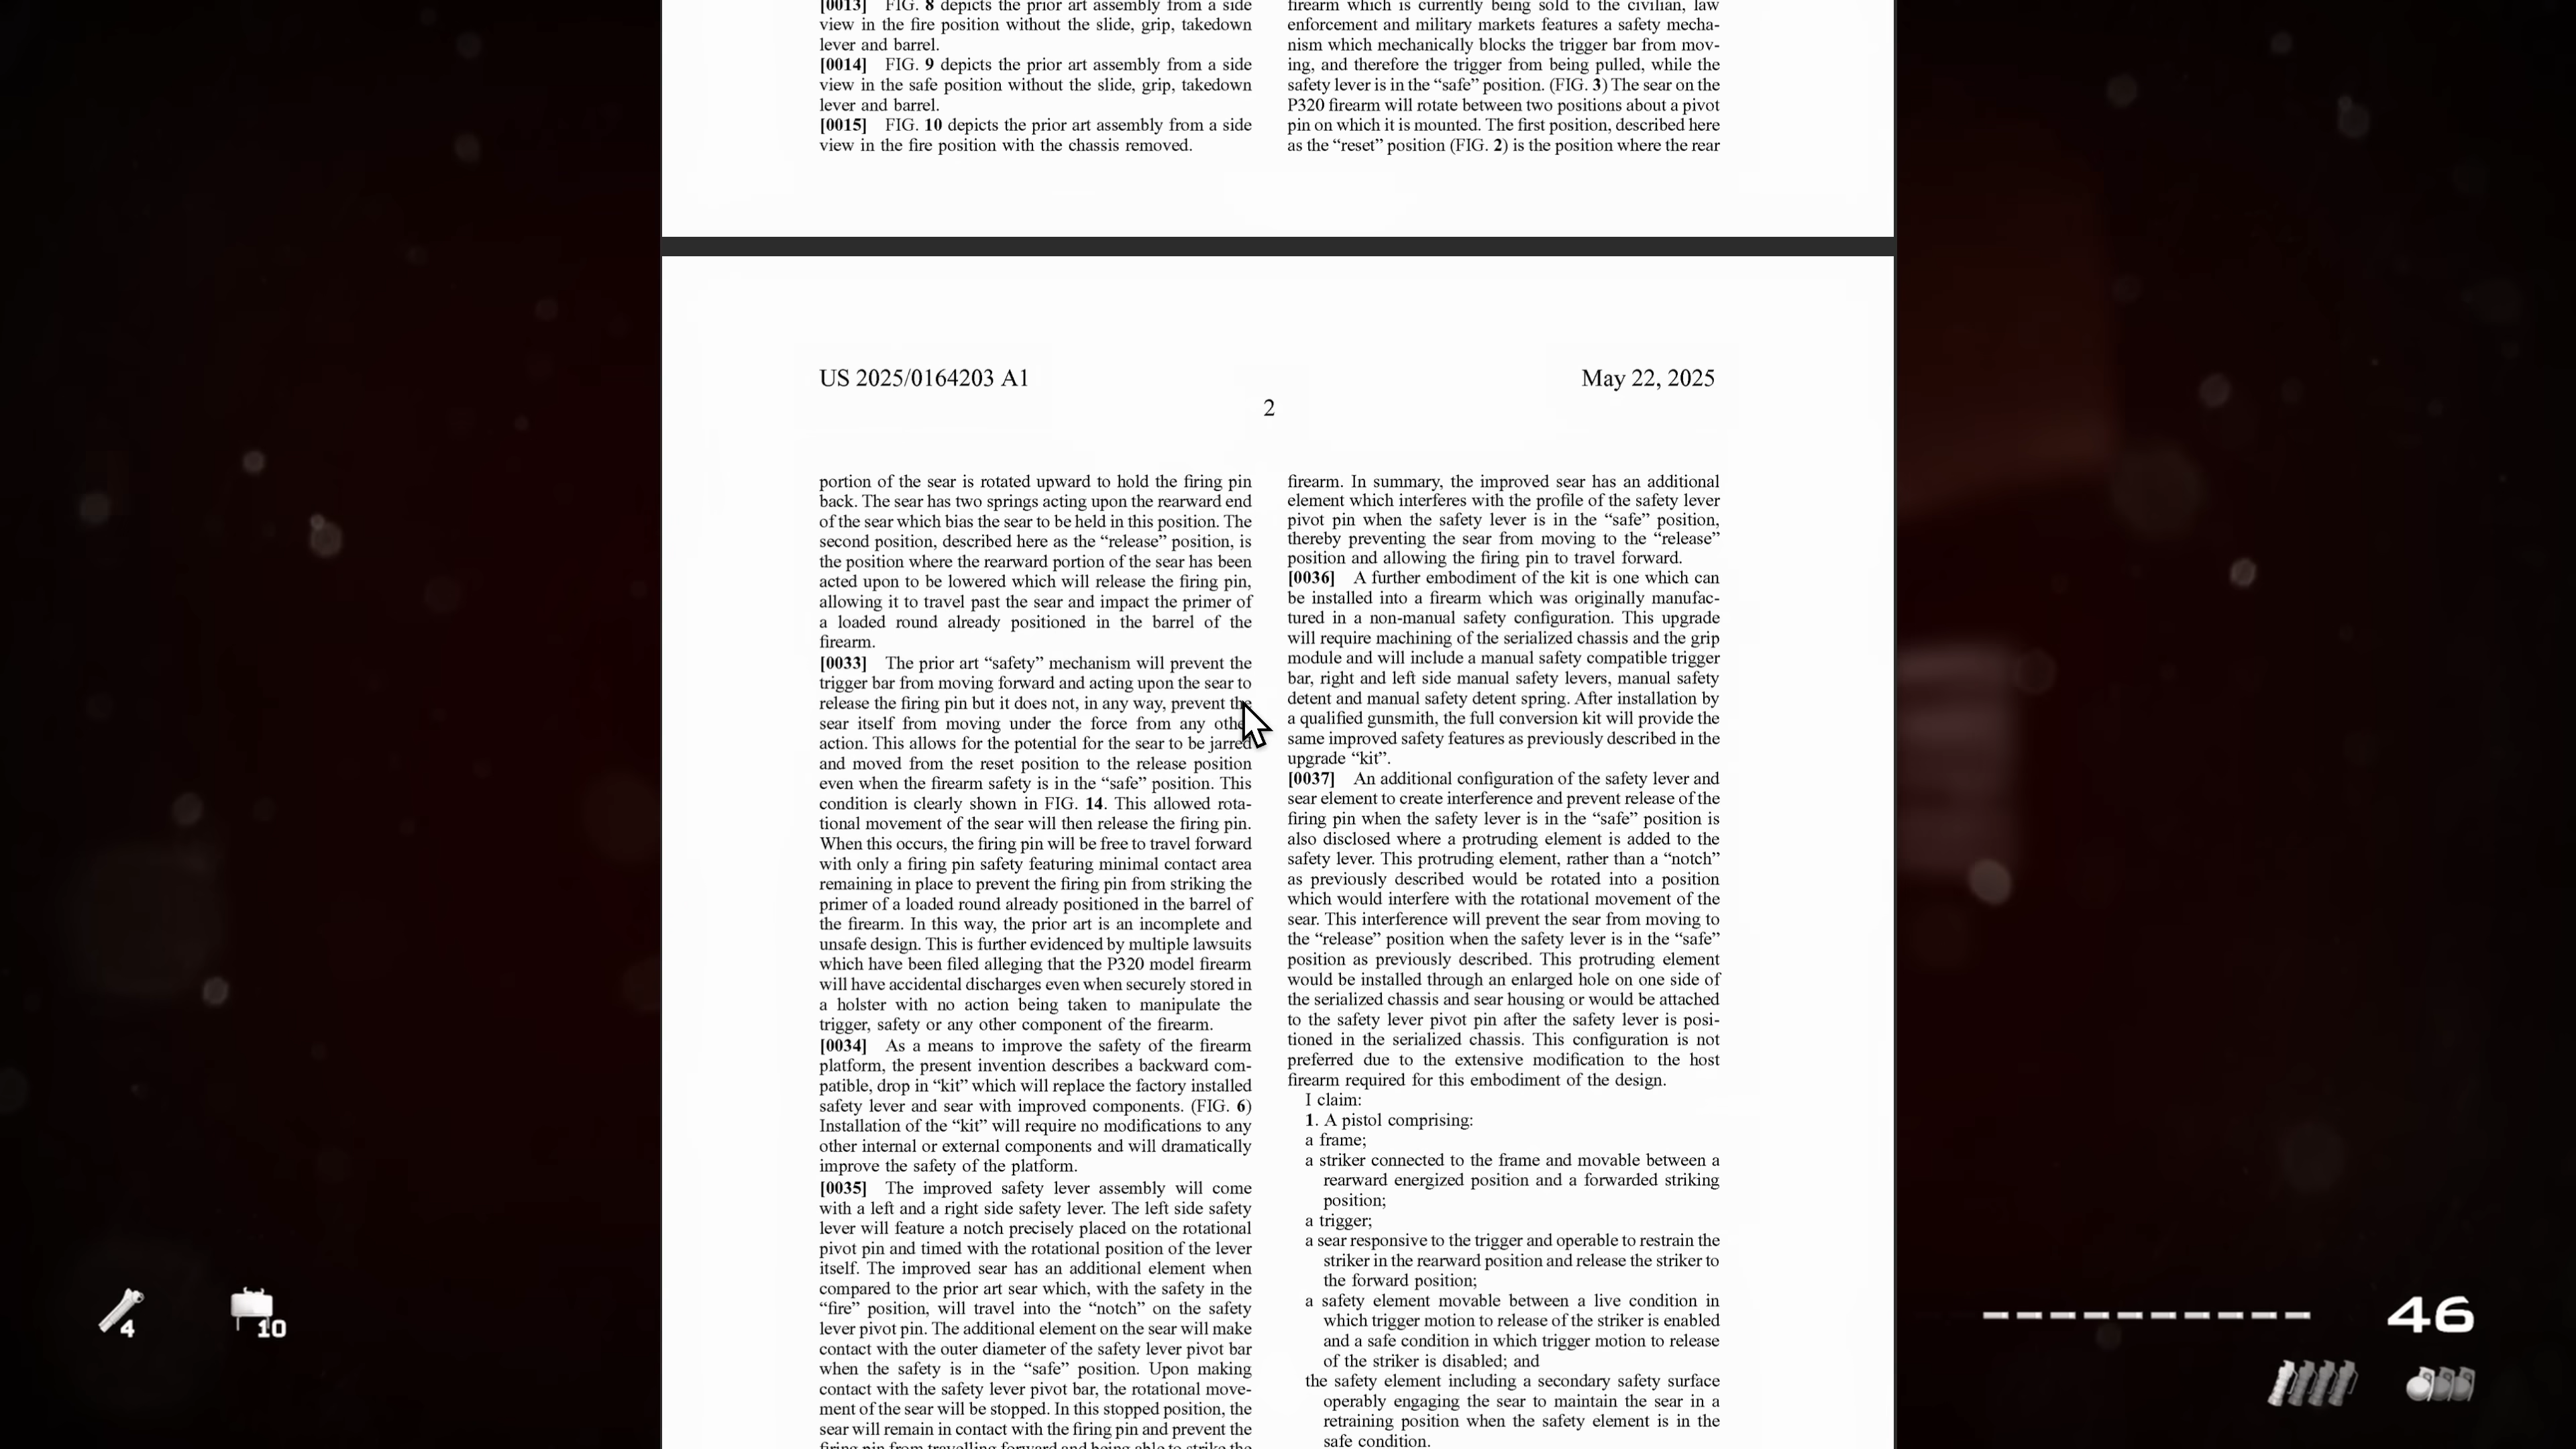 [0013] FIG. 8 depicts the prior art assembly from a side
view in the fire position without the slide, grip, takedown
lever and barrel.
[0014] FIG. 9 depicts the prior art assembly from a side
view in the safe position without the slide, grip, takedown
lever and barrel.
[0015] FIG. 10 depicts the prior art assembly from a side
view in the fire position with the chassis removed.
firearm which is currently being sold to the civilian, law
enforcement and military markets features a safety mecha-
nism which mechanically blocks the trigger bar from mov-
ing, and therefore the trigger from being pulled, while the
safety lever is in the “safe” position. (FIG. 3) The sear on the
P320 firearm will rotate between two positions about a pivot
pin on which it is mounted. The first position, described here
as the “reset” position (FIG. 2) is the position where the rear
US 2025/0164203 A1
May 22, 2025
2
portion of the sear is rotated upward to hold the firing pin
back. The sear has two springs acting upon the rearward end
of the sear which bias the sear to be held in this position. The
second position, described here as the “release” position, is
the position where the rearward portion of the sear has been
acted upon to be lowered which will release the firing pin,
allowing it to travel past the sear and impact the primer of
a loaded round already positioned in the barrel of the
firearm.
[0033] The prior art “safety” mechanism will prevent the
trigger bar from moving forward and acting upon the sear to
release the firing pin but it does not, in any way, prevent the
sear itself from moving under the force from any other
action. This allows for the potential for the sear to be jarred
and moved from the reset position to the release position
even when the firearm safety is in the “safe” position. This
condition is clearly shown in FIG. 14. This allowed rota-
tional movement of the sear will then release the firing pin.
When this occurs, the firing pin will be free to travel forward
with only a firing pin safety featuring minimal contact area
remaining in place to prevent the firing pin from striking the
primer of a loaded round already positioned in the barrel of
the firearm. In this way, the prior art is an incomplete and
unsafe design. This is further evidenced by multiple lawsuits
which have been filed alleging that the P320 model firearm
will have accidental discharges even when securely stored in
a holster with no action being taken to manipulate the
trigger, safety or any other component of the firearm.
[0034] As a means to improve the safety of the firearm
platform, the present invention describes a backward com-
patible, drop in “kit” which will replace the factory installed
safety lever and sear with improved components. (FIG. 6)
Installation of the “kit” will require no modifications to any
other internal or external components and will dramatically
improve the safety of the platform.
[0035] The improved safety lever assembly will come
with a left and a right side safety lever. The left side safety
lever will feature a notch precisely placed on the rotational
pivot pin and timed with the rotational position of the lever
itself. The improved sear has an additional element when
compared to the prior art sear which, with the safety in the
“fire” position, will travel into the “notch” on the safety
lever pivot pin. The additional element on the sear will make
contact with the outer diameter of the safety lever pivot bar
when the safety is in the “safe” position. Upon making
contact with the safety lever pivot bar, the rotational move-
ment of the sear will be stopped. In this stopped position, the
sear will remain in contact with the firing pin and prevent the
firing pin from travelling forward and being able to strike the
firearm. In summary, the improved sear has an additional
element which interferes with the profile of the safety lever
pivot pin when the safety lever is in the “safe” position,
thereby preventing the sear from moving to the “release”
position and allowing the firing pin to travel forward.
[0036] A further embodiment of the kit is one which can
be installed into a firearm which was originally manufac-
tured in a non-manual safety configuration. This upgrade
will require machining of the serialized chassis and the grip
module and will include a manual safety compatible trigger
bar, right and left side manual safety levers, manual safety
detent and manual safety detent spring. After installation by
a qualified gunsmith, the full conversion kit will provide the
same improved safety features as previously described in the
upgrade “kit”.
[0037] An additional configuration of the safety lever and
sear element to create interference and prevent release of the
firing pin when the safety lever is in the “safe” position is
also disclosed where a protruding element is added to the
safety lever. This protruding element, rather than a “notch”
as previously described would be rotated into a position
which would interfere with the rotational movement of the
sear. This interference will prevent the sear from moving to
the “release” position when the safety lever is in the “safe”
position as previously described. This protruding element
would be installed through an enlarged hole on one side of
the serialized chassis and sear housing or would be attached
to the safety lever pivot pin after the safety lever is posi-
tioned in the serialized chassis. This configuration is not
preferred due to the extensive modification to the host
firearm required for this embodiment of the design.
I claim:
1. A pistol comprising:
a frame;
a striker connected to the frame and movable between a
rearward energized position and a forwarded striking
position;
a trigger;
a sear responsive to the trigger and operable to restrain the
striker in the rearward position and release the striker to
the forward position;
a safety element movable between a live condition in
which trigger motion to release of the striker is enabled
and a safe condition in which trigger motion to release
of the striker is disabled; and
the safety element including a secondary safety surface
operably engaging the sear to maintain the sear in a
retraining position when the safety element is in the
safe condition.
4
10
46